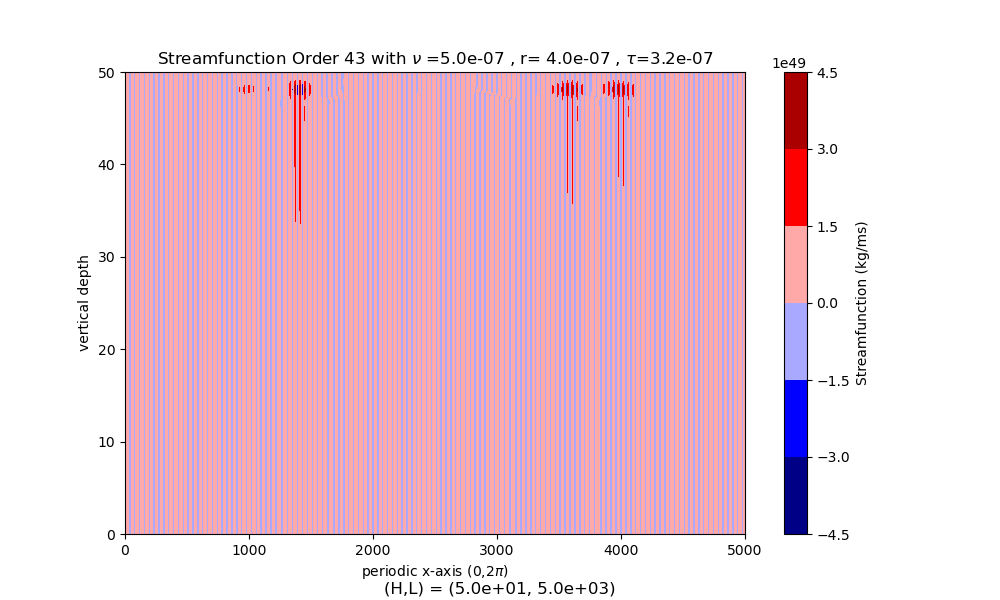 Streamfunction Order 43 with ν =5.0e-07 , r= 4.0e-07 , τ=3.2e-07
1e49
50
40
30
20
10
0
vertical depth
0 1000 2000 3000 4000 5000
periodic x-axis (0,2π)
(H,L) = (5.0e+01, 5.0e+03)
4.5
3.0
1.5
0.0
−1.5
−3.0
−4.5
Streamfunction (kg/ms)